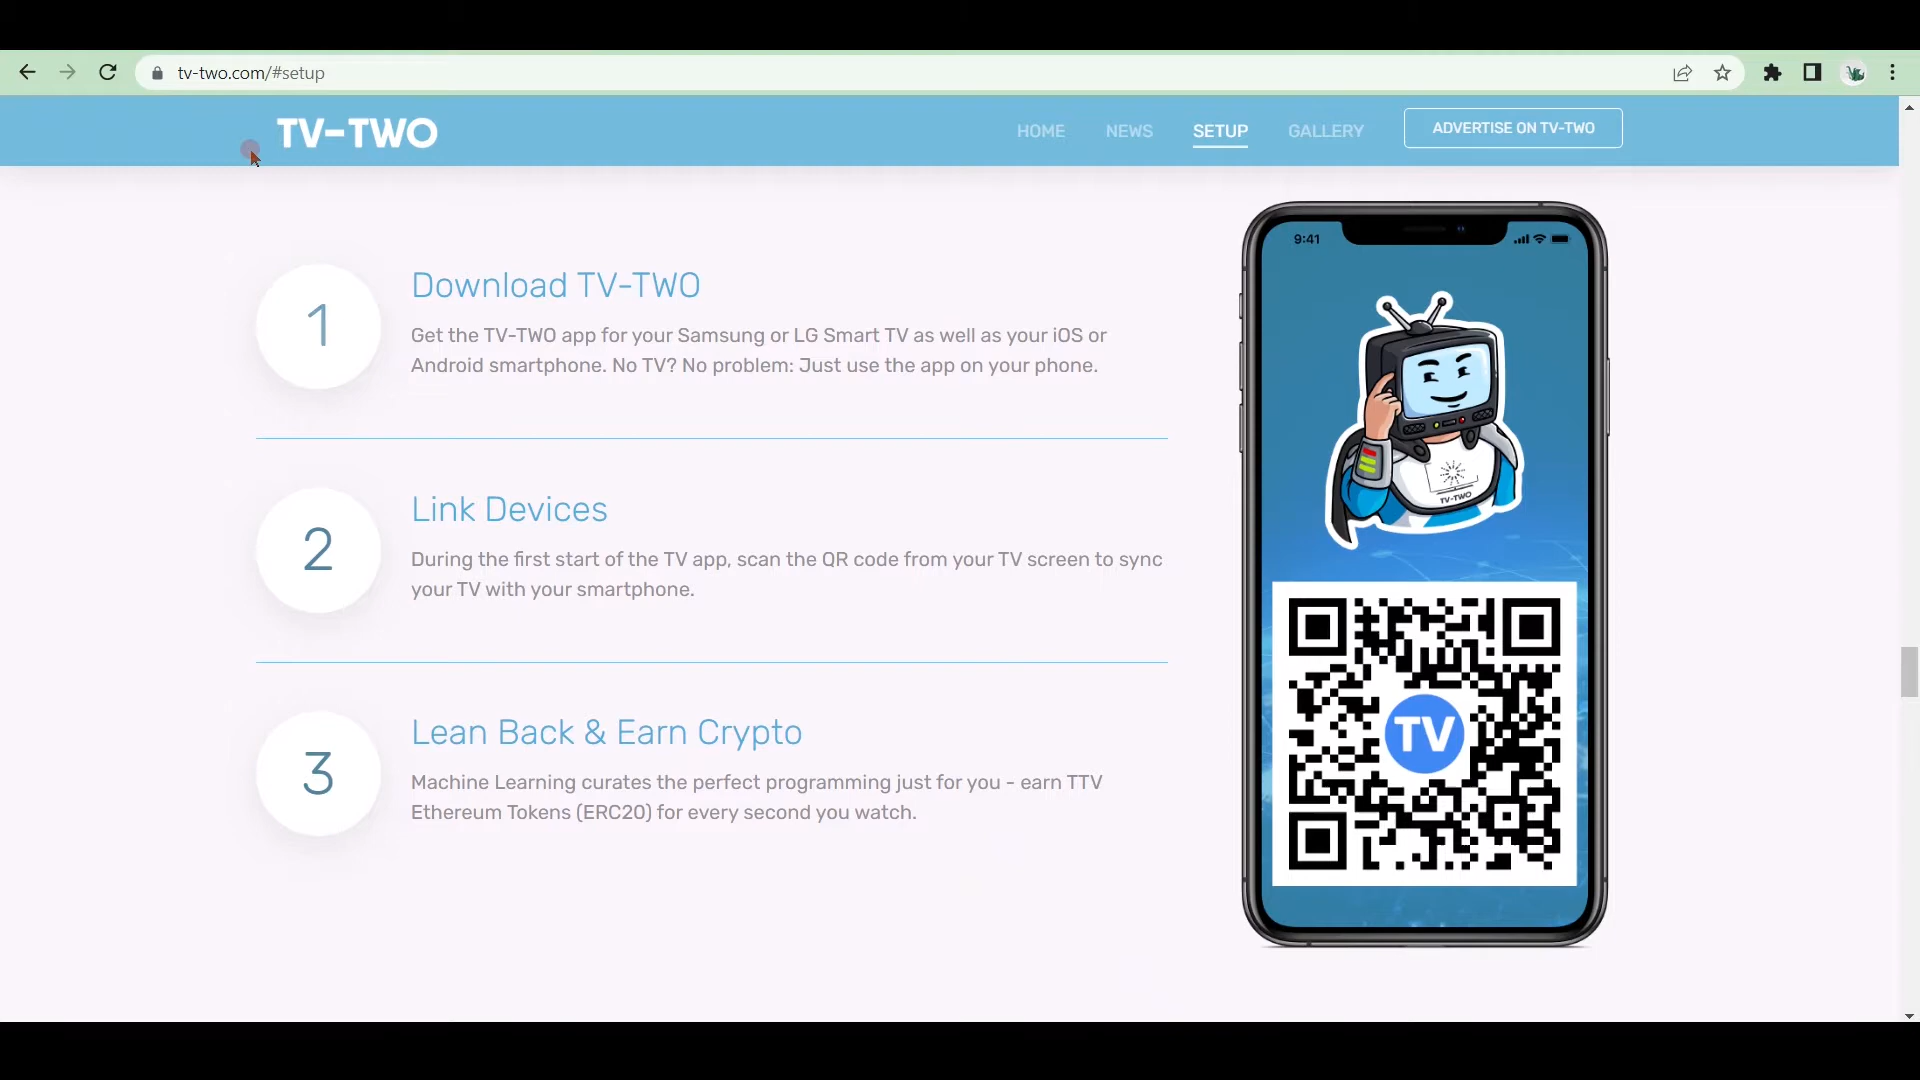 tv-two.com/#setup
TV-TWO
HOME NEWS SETUP GALLERY ADVERTISE ON TV-TWO
9:41
1
Download TV-TWO
Get the TV-TWO app for your Samsung or LG Smart TV as well as your iOS or
Android smartphone. No TV? No problem: Just use the app on your phone.
2
Link Devices
During the first start of the TV app, scan the QR code from your TV screen to sync
your TV with your smartphone.
3
Lean Back & Earn Crypto
Machine Learning curates the perfect programming just for you - earn TTV
Ethereum Tokens (ERC20) for every second you watch.
TV-TWO
TV